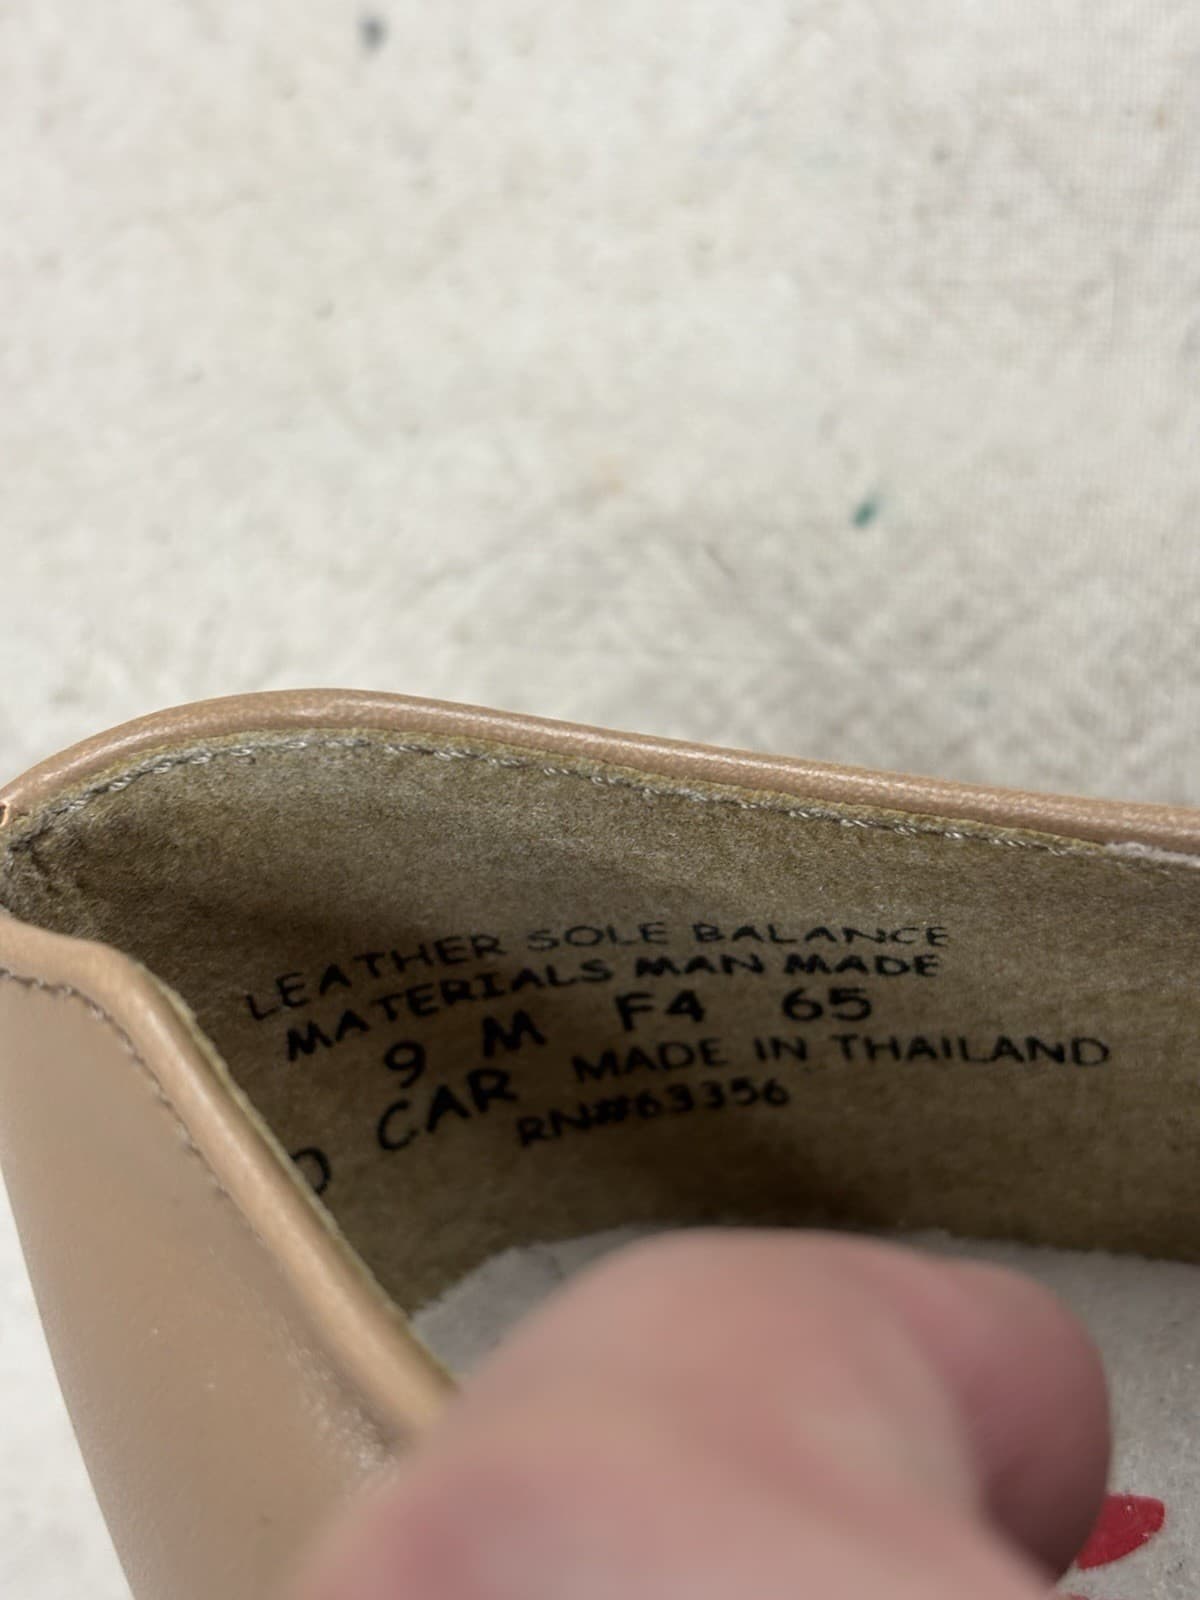 LEATHER SOLE BALANCE
MATERIALS MAN MADE
9 M F4 65
CAR MADE IN THAILAND
RN#63356